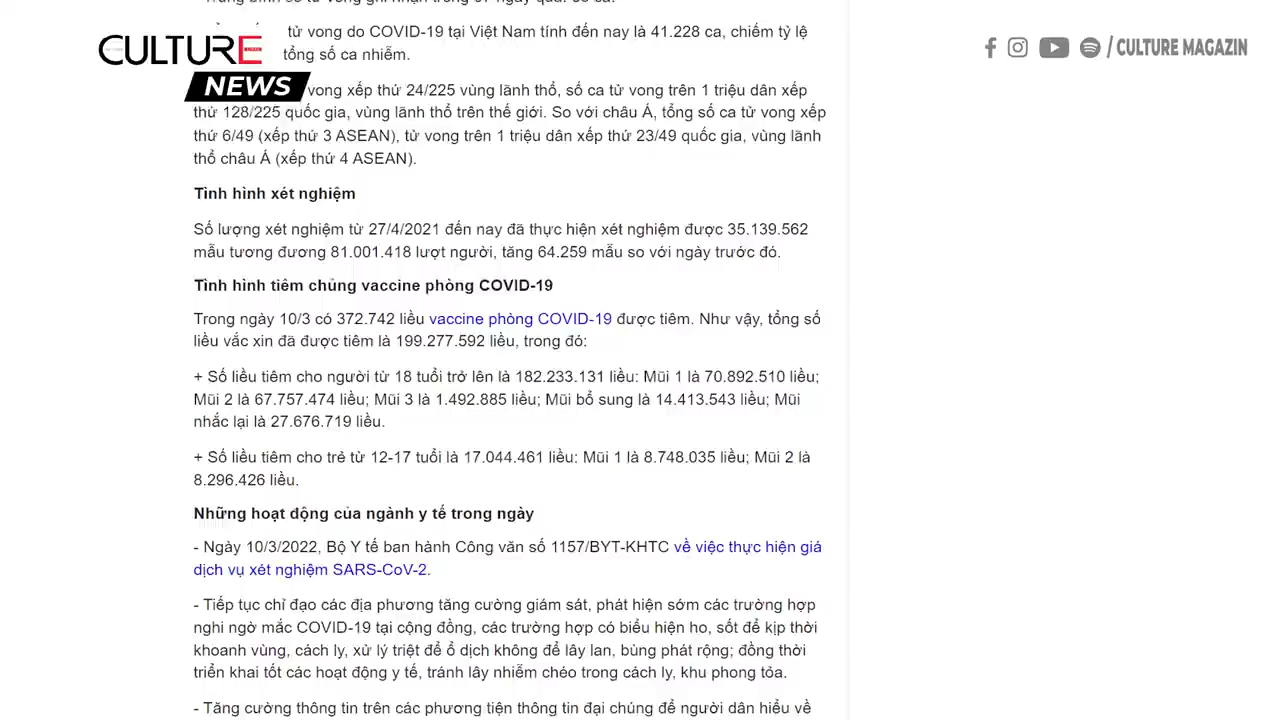 tử vong do COVID-19 tại Việt Nam tính đến nay là 41.228 ca, chiếm tỷ lệ
tổng số ca nhiễm.
CULTURE
NEWS
/ CULTURE MAGAZIN
vong xếp thứ 24/225 vùng lãnh thổ, số ca tử vong trên 1 triệu dân xếp
thứ 128/225 quốc gia, vùng lãnh thổ trên thế giới. So với châu Á, tổng số ca tử vong xếp
thứ 6/49 (xếp thứ 3 ASEAN), tử vong trên 1 triệu dân xếp thứ 23/49 quốc gia, vùng lãnh
thổ châu Á (xếp thứ 4 ASEAN).
Tình hình xét nghiệm
Số lượng xét nghiệm từ 27/4/2021 đến nay đã thực hiện xét nghiệm được 35.139.562
mẫu tương đương 81.001.418 lượt người, tăng 64.259 mẫu so với ngày trước đó.
Tình hình tiêm chủng vaccine phòng COVID-19
Trong ngày 10/3 có 372.742 liều vaccine phòng COVID-19 được tiêm. Như vậy, tổng số
liều vắc xin đã được tiêm là 199.277.592 liều, trong đó:
+ Số liều tiêm cho người từ 18 tuổi trở lên là 182.233.131 liều: Mũi 1 là 70.892.510 liều;
Mũi 2 là 67.757.474 liều; Mũi 3 là 1.492.885 liều; Mũi bổ sung là 14.413.543 liều; Mũi
nhắc lại là 27.676.719 liều.
+ Số liều tiêm cho trẻ từ 12-17 tuổi là 17.044.461 liều: Mũi 1 là 8.748.035 liều; Mũi 2 là
8.296.426 liều.
Những hoạt động của ngành y tế trong ngày
- Ngày 10/3/2022, Bộ Y tế ban hành Công văn số 1157/BYT-KHTC về việc thực hiện giá
dịch vụ xét nghiệm SARS-CoV-2.
- Tiếp tục chỉ đạo các địa phương tăng cường giám sát, phát hiện sớm các trường hợp
nghi ngờ mắc COVID-19 tại cộng đồng, các trường hợp có biểu hiện ho, sốt để kịp thời
khoanh vùng, cách ly, xử lý triệt để ổ dịch không để lây lan, bùng phát rộng; đồng thời
triển khai tốt các hoạt động y tế, tránh lây nhiễm chéo trong cách ly, khu phong tỏa.
- Tăng cường thông tin trên các phương tiện thông tin đại chúng để người dân hiểu về